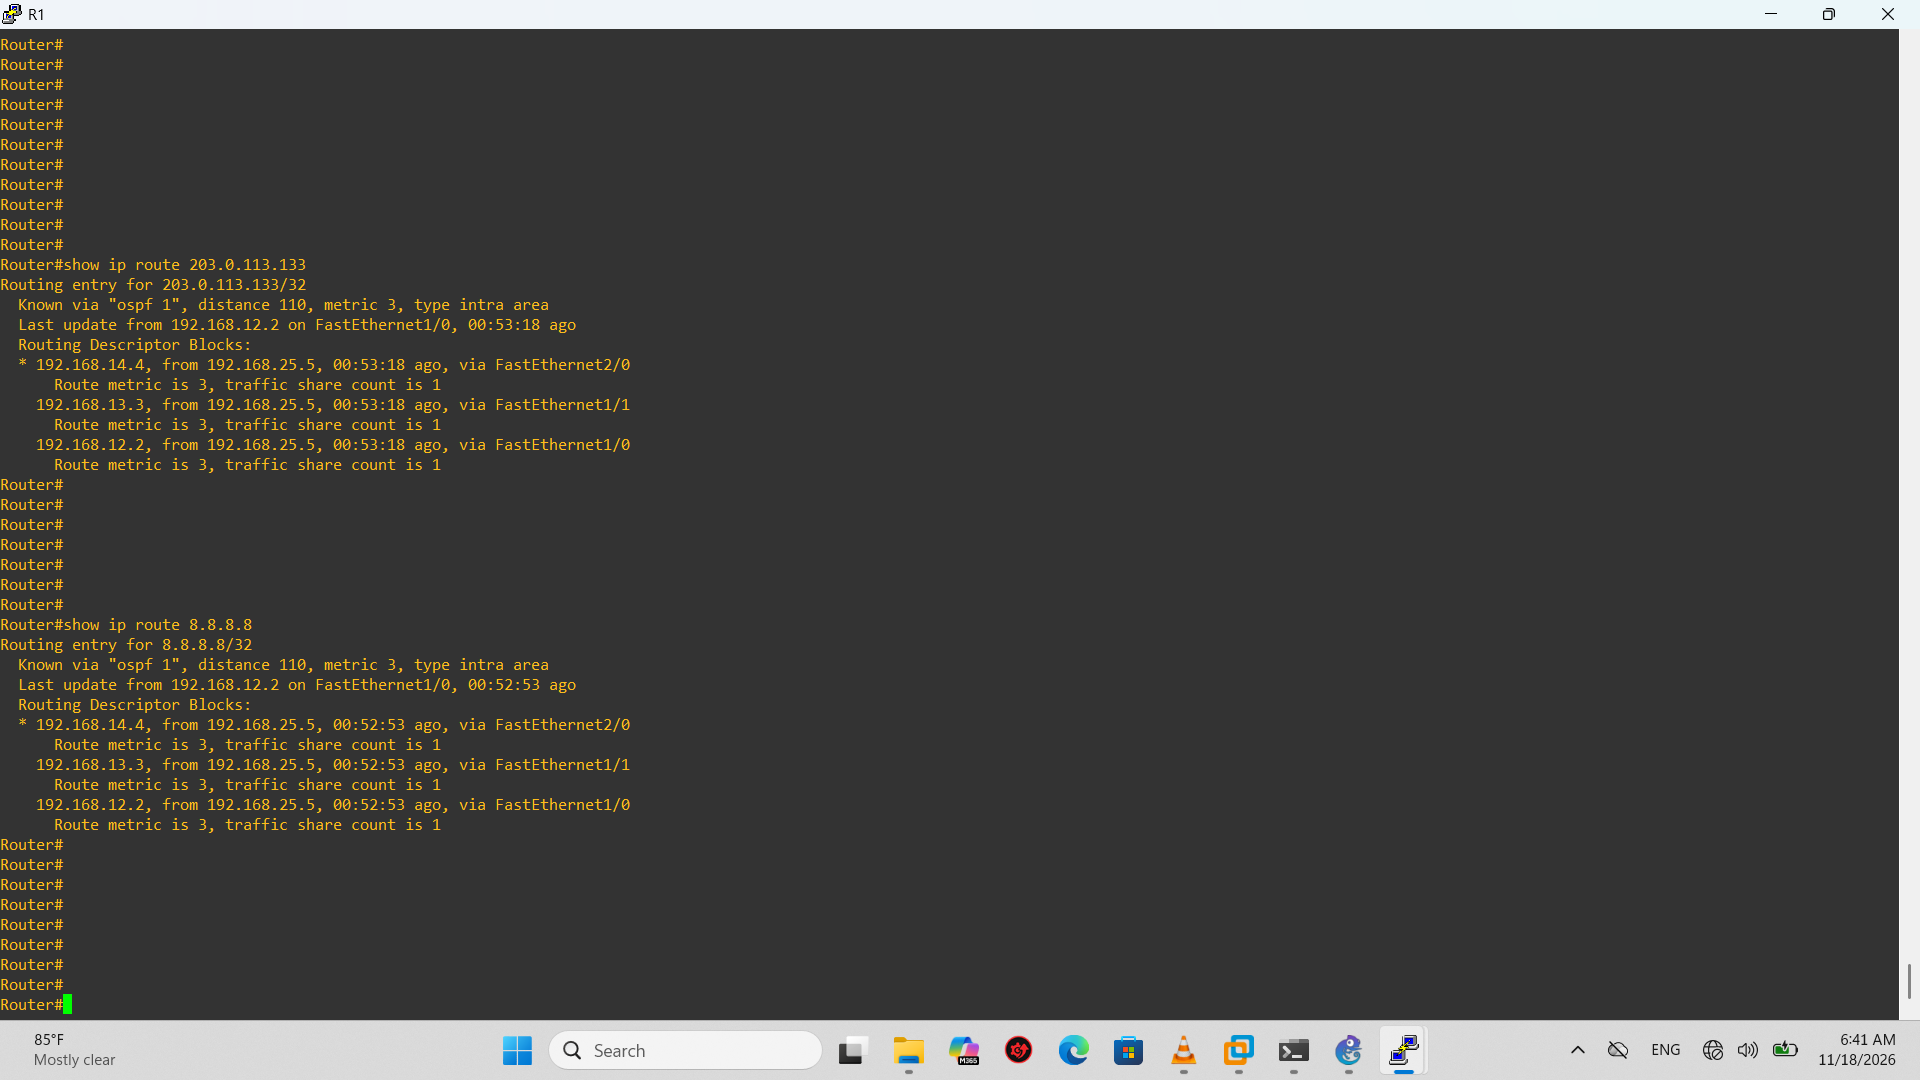 R1
Router#
Router#
Router#
Router#
Router#
Router#
Router#
Router#
Router#
Router#
Router#
Router#show ip route 203.0.113.133
Routing entry for 203.0.113.133/32
  Known via "ospf 1", distance 110, metric 3, type intra area
  Last update from 192.168.12.2 on FastEthernet1/0, 00:53:18 ago
  Routing Descriptor Blocks:
  * 192.168.14.4, from 192.168.25.5, 00:53:18 ago, via FastEthernet2/0
      Route metric is 3, traffic share count is 1
    192.168.13.3, from 192.168.25.5, 00:53:18 ago, via FastEthernet1/1
      Route metric is 3, traffic share count is 1
    192.168.12.2, from 192.168.25.5, 00:53:18 ago, via FastEthernet1/0
      Route metric is 3, traffic share count is 1
Router#
Router#
Router#
Router#
Router#
Router#
Router#
Router#show ip route 8.8.8.8
Routing entry for 8.8.8.8/32
  Known via "ospf 1", distance 110, metric 3, type intra area
  Last update from 192.168.12.2 on FastEthernet1/0, 00:52:53 ago
  Routing Descriptor Blocks:
  * 192.168.14.4, from 192.168.25.5, 00:52:53 ago, via FastEthernet2/0
      Route metric is 3, traffic share count is 1
    192.168.13.3, from 192.168.25.5, 00:52:53 ago, via FastEthernet1/1
      Route metric is 3, traffic share count is 1
    192.168.12.2, from 192.168.25.5, 00:52:53 ago, via FastEthernet1/0
      Route metric is 3, traffic share count is 1
Router#
Router#
Router#
Router#
Router#
Router#
Router#
Router#
Router#
85°F
Mostly clear
Search
M365
ENG
6:41 AM
11/18/2026